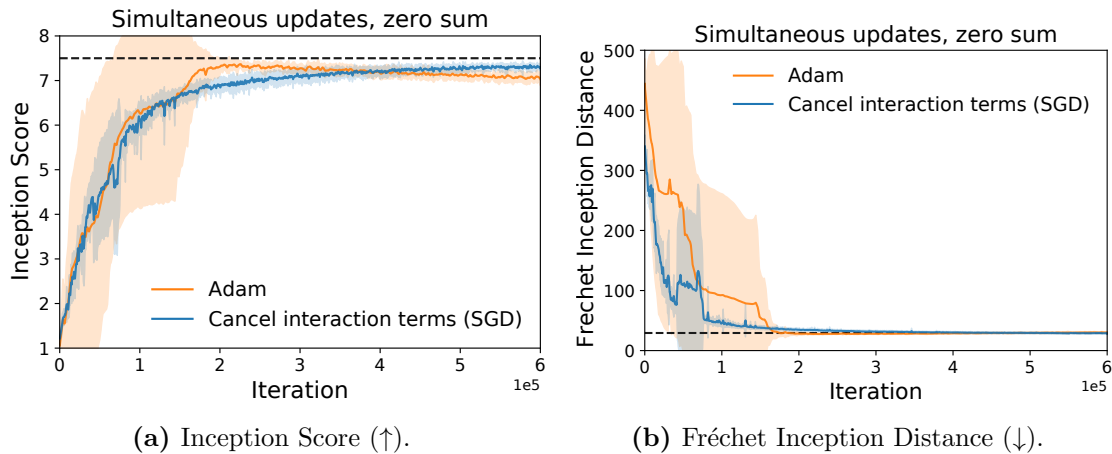 Simultaneous updates, zero sum
8
7
6
5
4
3
2
1
Inception Score
Adam
Cancel interaction terms (SGD)
0 1 2 3 4 5 6
1e5
Iteration
(a) Inception Score (↑).
Simultaneous updates, zero sum
500
400
300
200
100
0
Frechet Inception Distance
Adam
Cancel interaction terms (SGD)
0 1 2 3 4 5 6
1e5
Iteration
(b) Fréchet Inception Distance (↓).